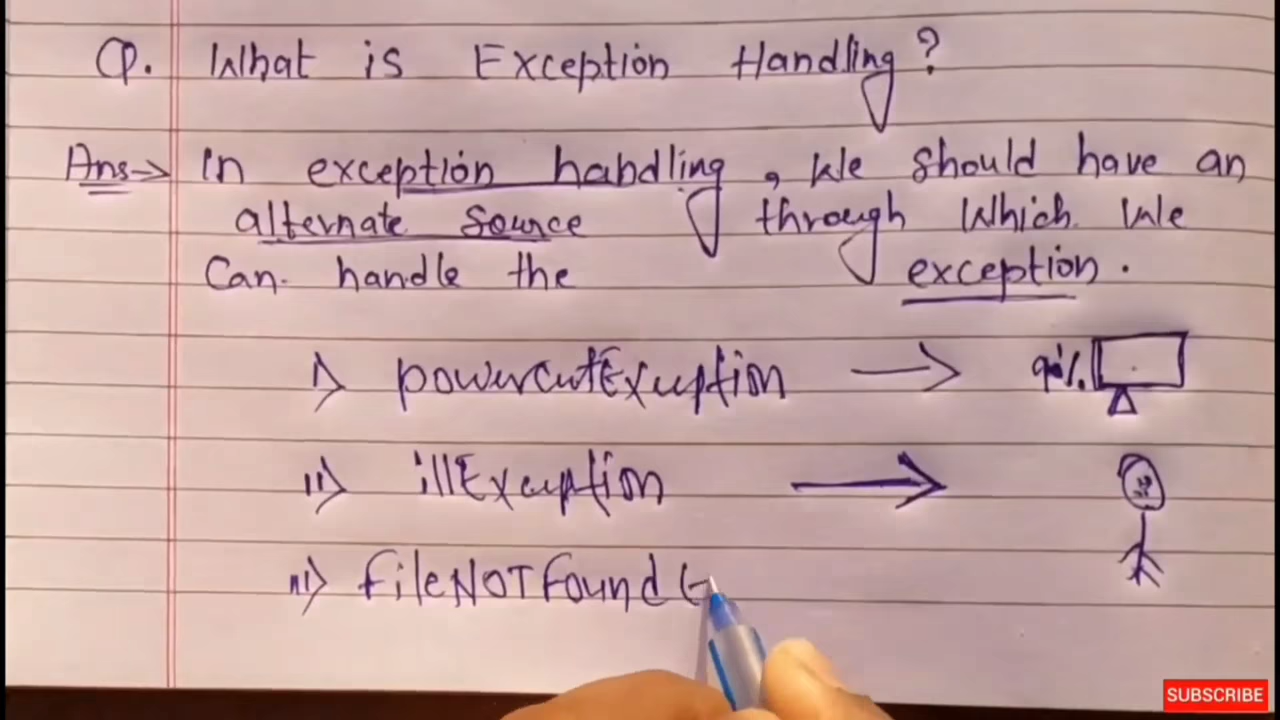 Q. What is Exception Handling?
Ans→ In exception handling, We should have an
alternate source through which we
Can. handle the exception.
i) powercutException → 90%.
ii) illException →
iii) fileNOTFound E
SUBSCRIBE